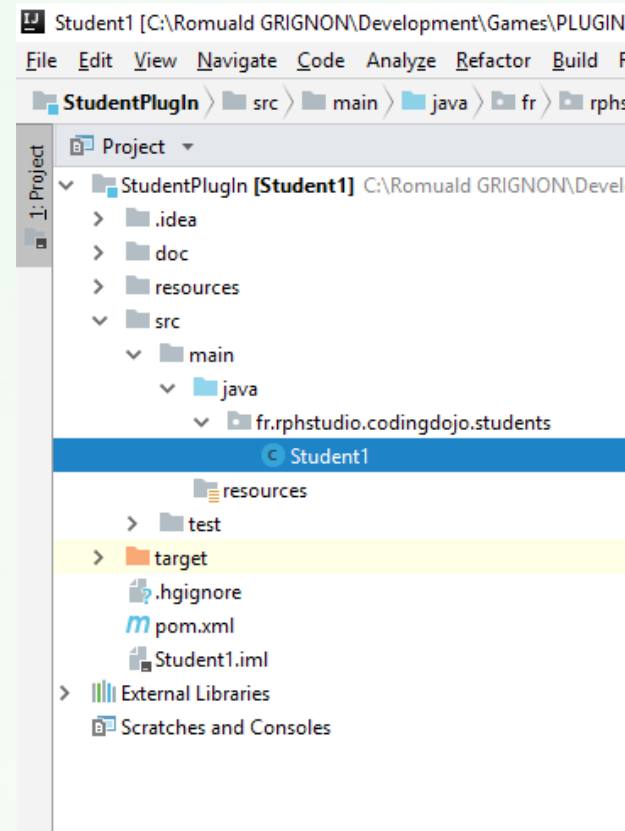 IJ Student1 [C:\Romuald GRIGNON\Development\Games\PLUGIN
File Edit View Navigate Code Analyze Refactor Build
StudentPlugIn src main java fr rphs
1: Project
Project
StudentPlugIn [Student1] C:\Romuald GRIGNON\Devel
.idea
doc
resources
src
main
java
fr.rphstudio.codingdojo.students
C Student1
resources
test
target
.hgignore
m pom.xml
Student1.iml
External Libraries
Scratches and Consoles